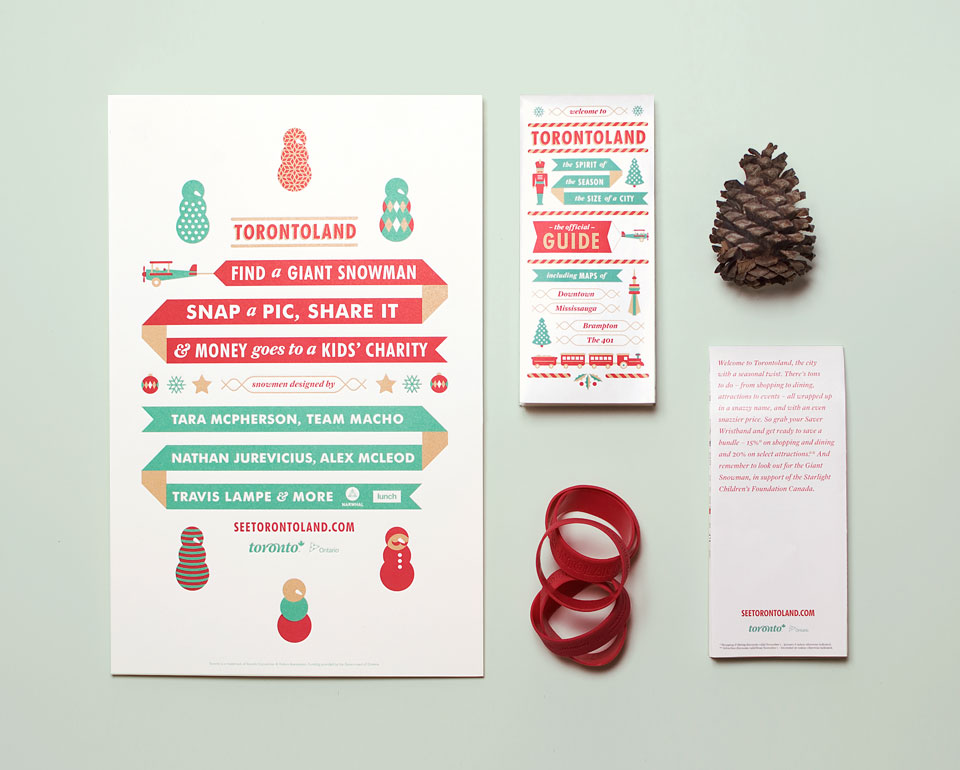 TORONTOLAND
FIND a GIANT SNOWMAN
SNAP a PIC, SHARE IT
& MONEY goes to a KIDS' CHARITY
snowmen designed by
TARA MCPHERSON, TEAM MACHO
NATHAN JUREVICIUS, ALEX MCLEOD
TRAVIS LAMPE & MORE NARWHAL lunch
SEETORONTOLAND.COM
toronto Ontario
welcome to
TORONTOLAND
the SPIRIT of
the SEASON
the SIZE of a CITY
– the official –
GUIDE
including MAPS of
Downtown
Mississauga
Brampton
The 401
Welcome to Torontoland, the city
with a seasonal twist. There's tons
to do – from shopping to dining,
attractions to events – all wrapped up
in a snazzy name, and with an even
snazzier price. So grab your Saver
Wristband and get ready to save a
bundle – 15%* on shopping and dining
and 20% on select attractions.** And
remember to look out for the Giant
Snowman, in support of the Starlight
Children's Foundation Canada.
SEETORONTOLAND.COM
toronto Ontario